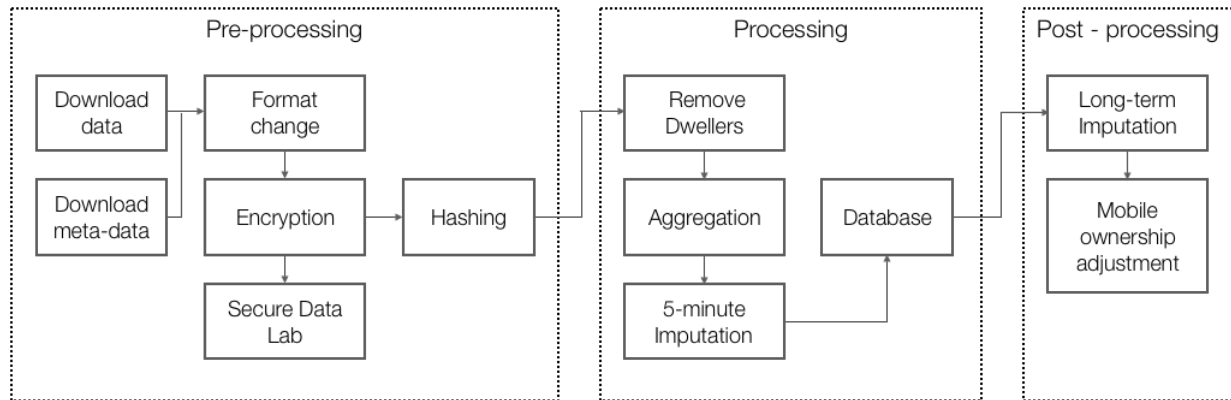 Pre-processing
Download
data
Format
change
Download
meta-data
Encryption
Hashing
Secure Data
Lab
Processing
Remove
Dwellers
Aggregation
Database
5-minute
Imputation
Post - processing
Long-term
Imputation
Mobile
ownership
adjustment